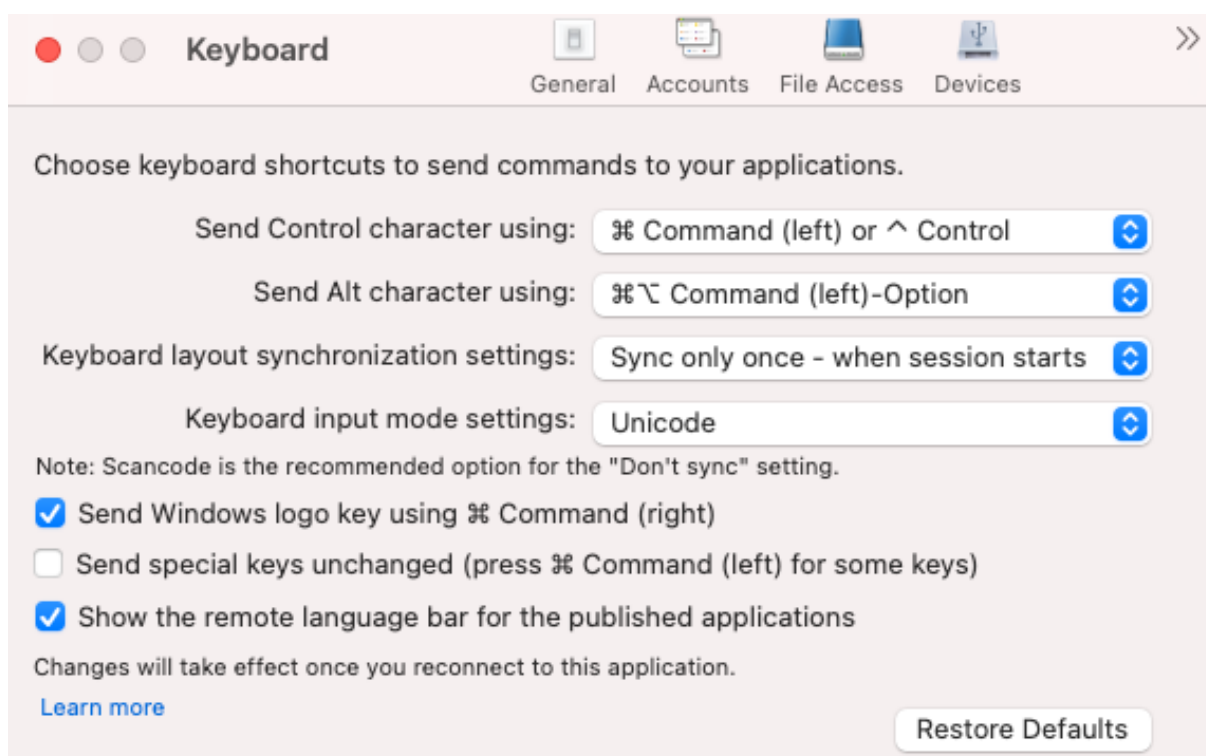 Keyboard
General Accounts File Access Devices
Choose keyboard shortcuts to send commands to your applications.
Send Control character using: ⌘ Command (left) or ^ Control
Send Alt character using: ⌘⌥ Command (left)-Option
Keyboard layout synchronization settings: Sync only once - when session starts
Keyboard input mode settings: Unicode
Note: Scancode is the recommended option for the "Don't sync" setting.
Send Windows logo key using ⌘ Command (right)
Send special keys unchanged (press ⌘ Command (left) for some keys)
Show the remote language bar for the published applications
Changes will take effect once you reconnect to this application.
Learn more
Restore Defaults